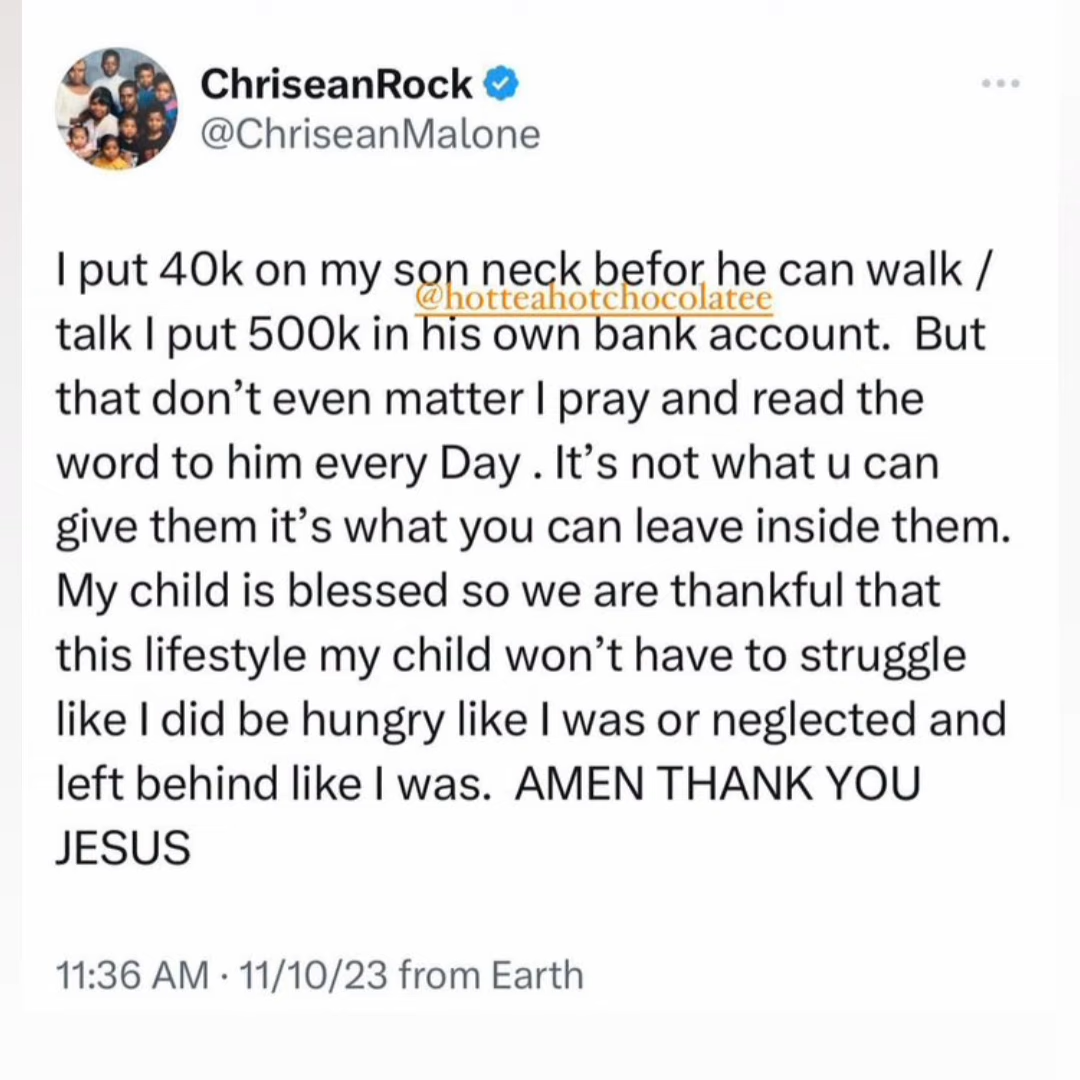 ChriseanRock
@ChriseanMalone
I put 40k on my son neck befor he can walk /
@hotteahotchocolatee
talk I put 500k in his own bank account.  But
that don’t even matter I pray and read the
word to him every Day . It’s not what u can
give them it’s what you can leave inside them.
My child is blessed so we are thankful that
this lifestyle my child won’t have to struggle
like I did be hungry like I was or neglected and
left behind like I was.  AMEN THANK YOU
JESUS
11:36 AM · 11/10/23 from Earth